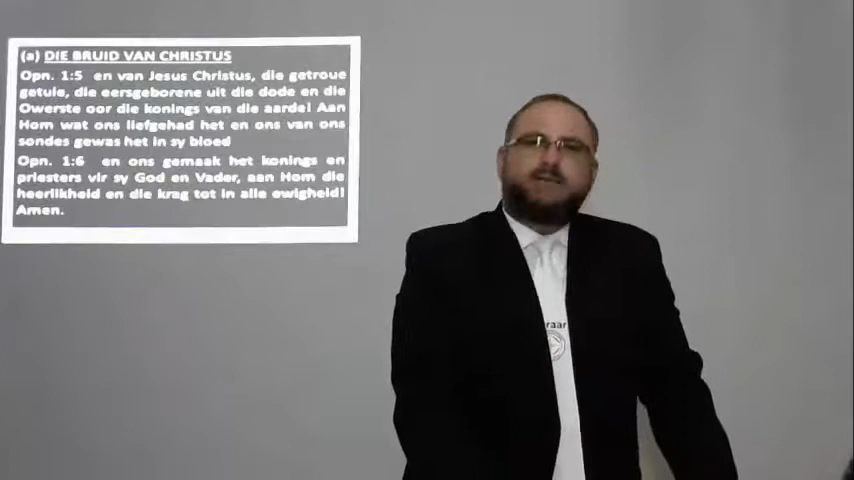 (a) DIE BRUID VAN CHRISTUS
Opn. 1:5 en van Jesus Christus, die getroue
getuie, die eersgeborene uit die dode en die
Owerste oor die konings van die aarde! Aan
Hom wat ons liefgehad het en ons van ons
sondes gewas het in sy bloed
Opn. 1:6 en ons gemaak het konings en
priesters vir sy God en Vader, aan Hom die
heerlikheid en die krag tot in alle ewigheid!
Amen.
raar